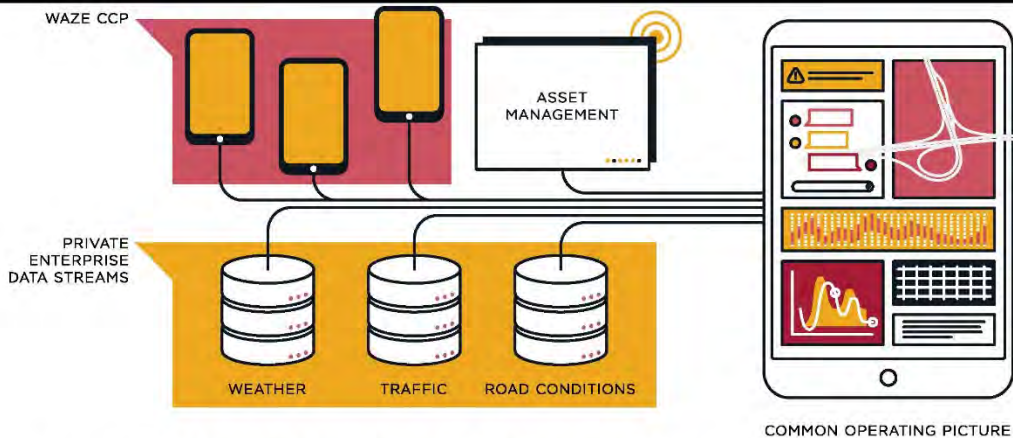 WAZE CCP
ASSET
MANAGEMENT
PRIVATE
ENTERPRISE
DATA STREAMS
WEATHER
TRAFFIC
ROAD CONDITIONS
COMMON OPERATING PICTURE